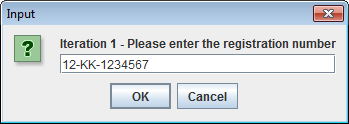 Input
?
Iteration 1 - Please enter the registration number
12-KK-1234567
OK Cancel